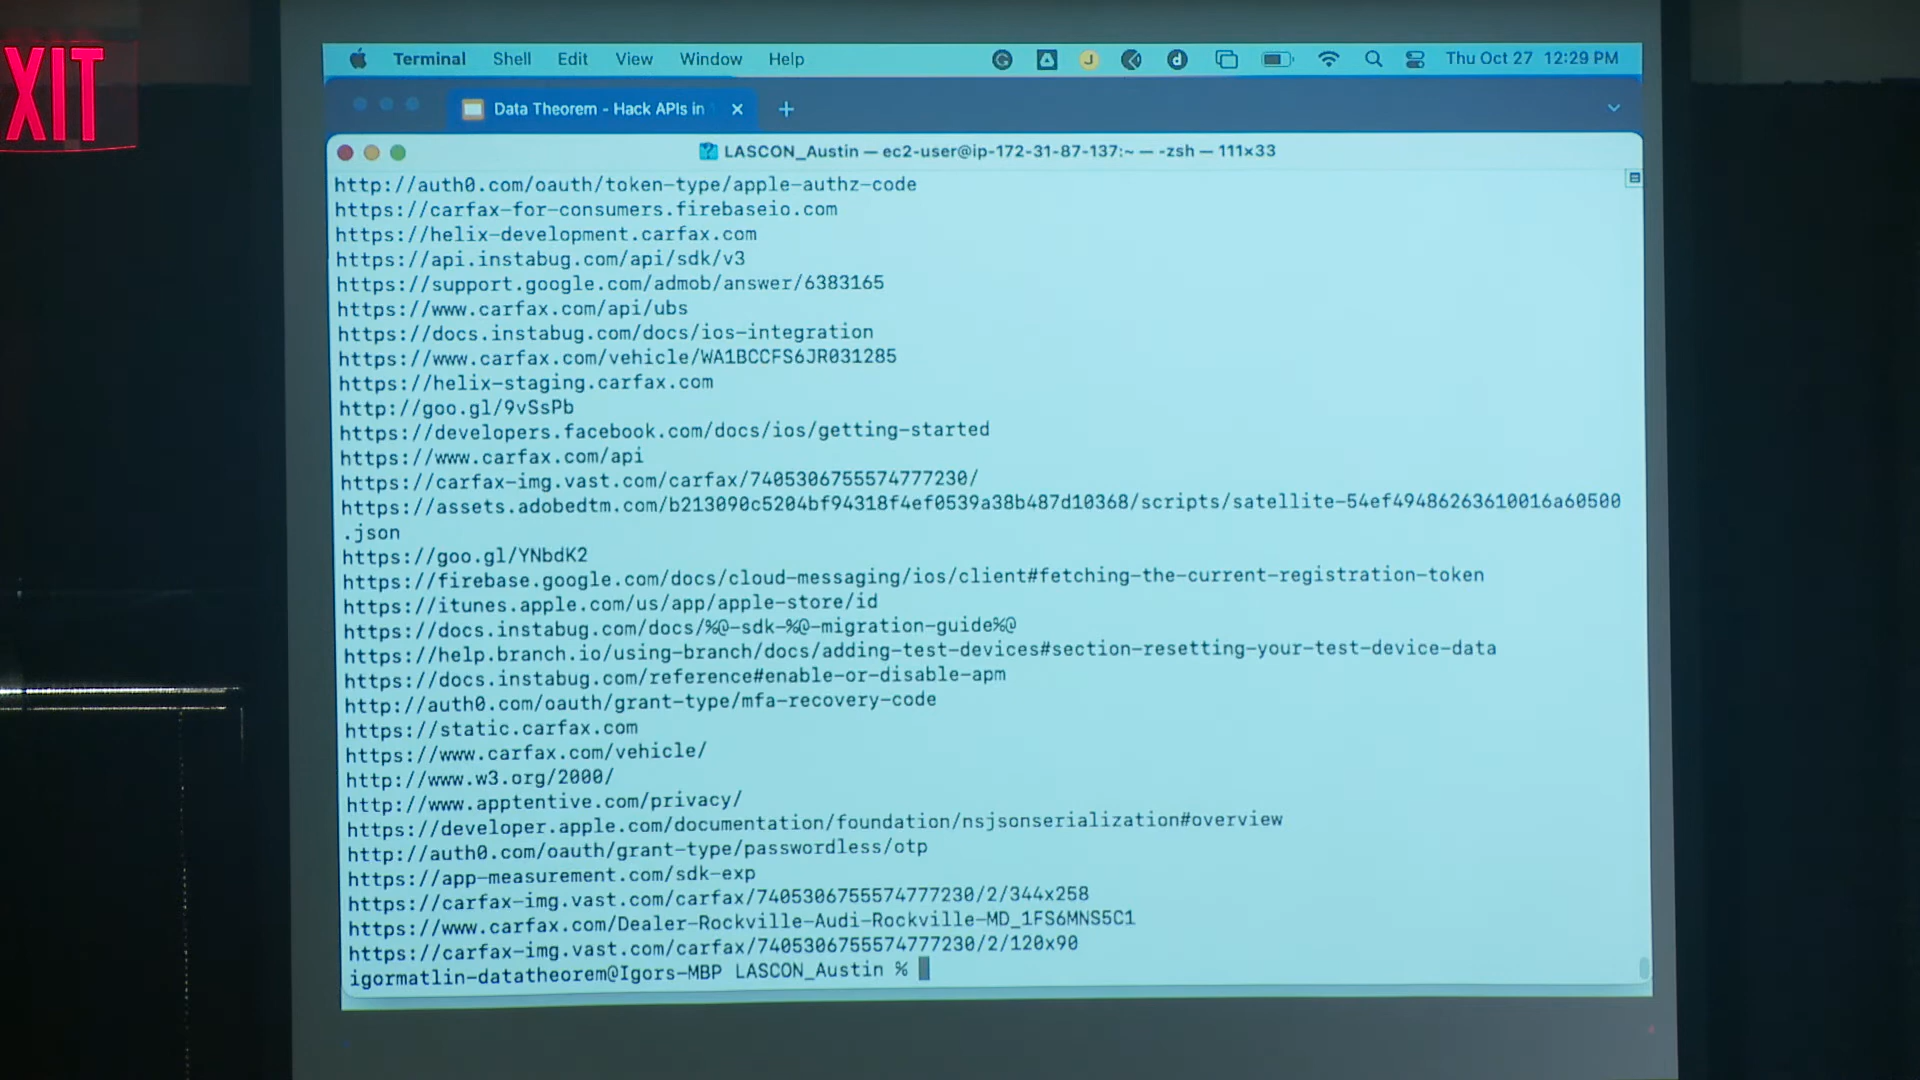 XIT
Terminal Shell Edit View Window Help Thu Oct 27 12:29 PM
Data Theorem - Hack APIs in
LASCON_Austin — ec2-user@ip-172-31-87-137:~ — -zsh — 111×33
http://auth0.com/oauth/token-type/apple-authz-code
https://carfax-for-consumers.firebaseio.com
https://helix-development.carfax.com
https://api.instabug.com/api/sdk/v3
https://support.google.com/admob/answer/6383165
https://www.carfax.com/api/ubs
https://docs.instabug.com/docs/ios-integration
https://www.carfax.com/vehicle/WA1BCCFS6JR031285
https://helix-staging.carfax.com
http://goo.gl/9vSsPb
https://developers.facebook.com/docs/ios/getting-started
https://www.carfax.com/api
https://carfax-img.vast.com/carfax/7405306755574777230/
https://assets.adobedtm.com/b213090c5204bf94318f4ef0539a38b487d10368/scripts/satellite-54ef49486263610016a60500
.json
https://goo.gl/YNbdK2
https://firebase.google.com/docs/cloud-messaging/ios/client#fetching-the-current-registration-token
https://itunes.apple.com/us/app/apple-store/id
https://docs.instabug.com/docs/%@-sdk-%@-migration-guide%@
https://help.branch.io/using-branch/docs/adding-test-devices#section-resetting-your-test-device-data
https://docs.instabug.com/reference#enable-or-disable-apm
http://auth0.com/oauth/grant-type/mfa-recovery-code
https://static.carfax.com
https://www.carfax.com/vehicle/
http://www.w3.org/2000/
http://www.apptentive.com/privacy/
https://developer.apple.com/documentation/foundation/nsjsonserialization#overview
http://auth0.com/oauth/grant-type/passwordless/otp
https://app-measurement.com/sdk-exp
https://carfax-img.vast.com/carfax/7405306755574777230/2/344x258
https://www.carfax.com/Dealer-Rockville-Audi-Rockville-MD_1FS6MNS5C1
https://carfax-img.vast.com/carfax/7405306755574777230/2/120x90
igormatlin-datatheorem@Igors-MBP LASCON_Austin %